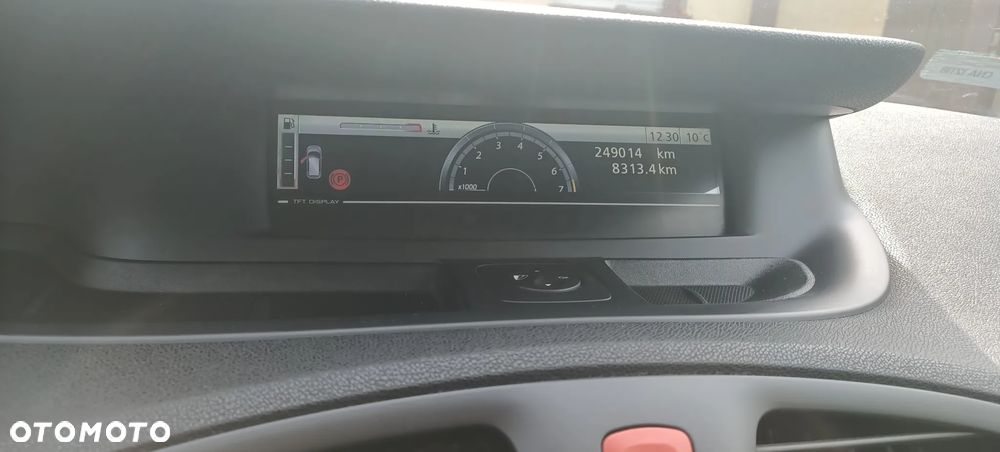 12.30 10 C
249014 km
8313.4 km
1 2 3 4 5 6 7
x1000
P
TFT DISPLAY
OTOMOTO